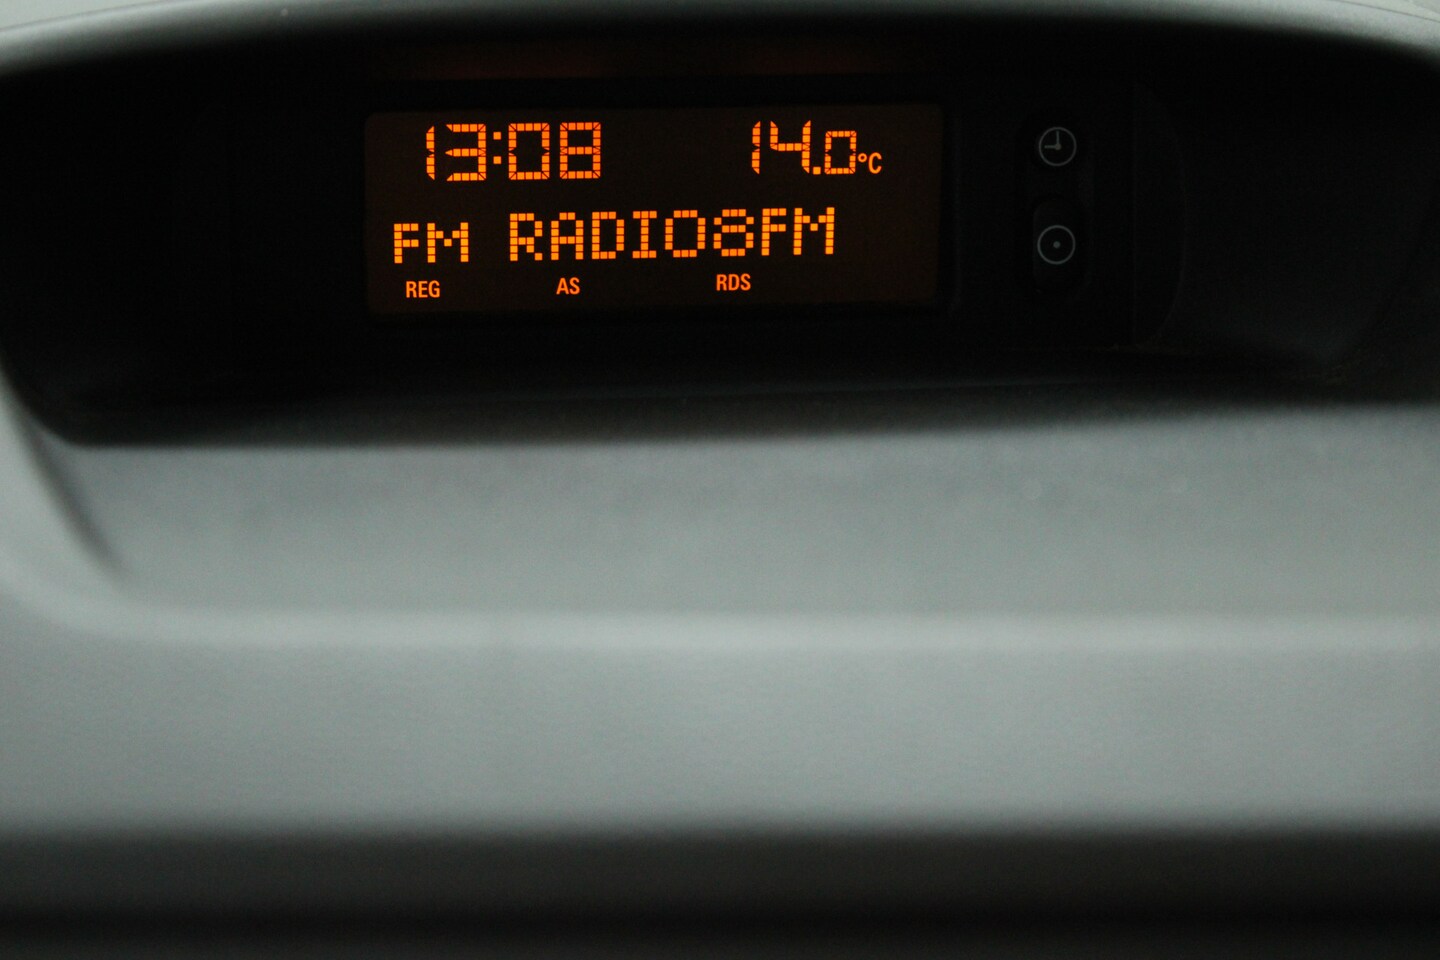 13:08 14.0°C
FM RADIO8FM
REG AS RDS